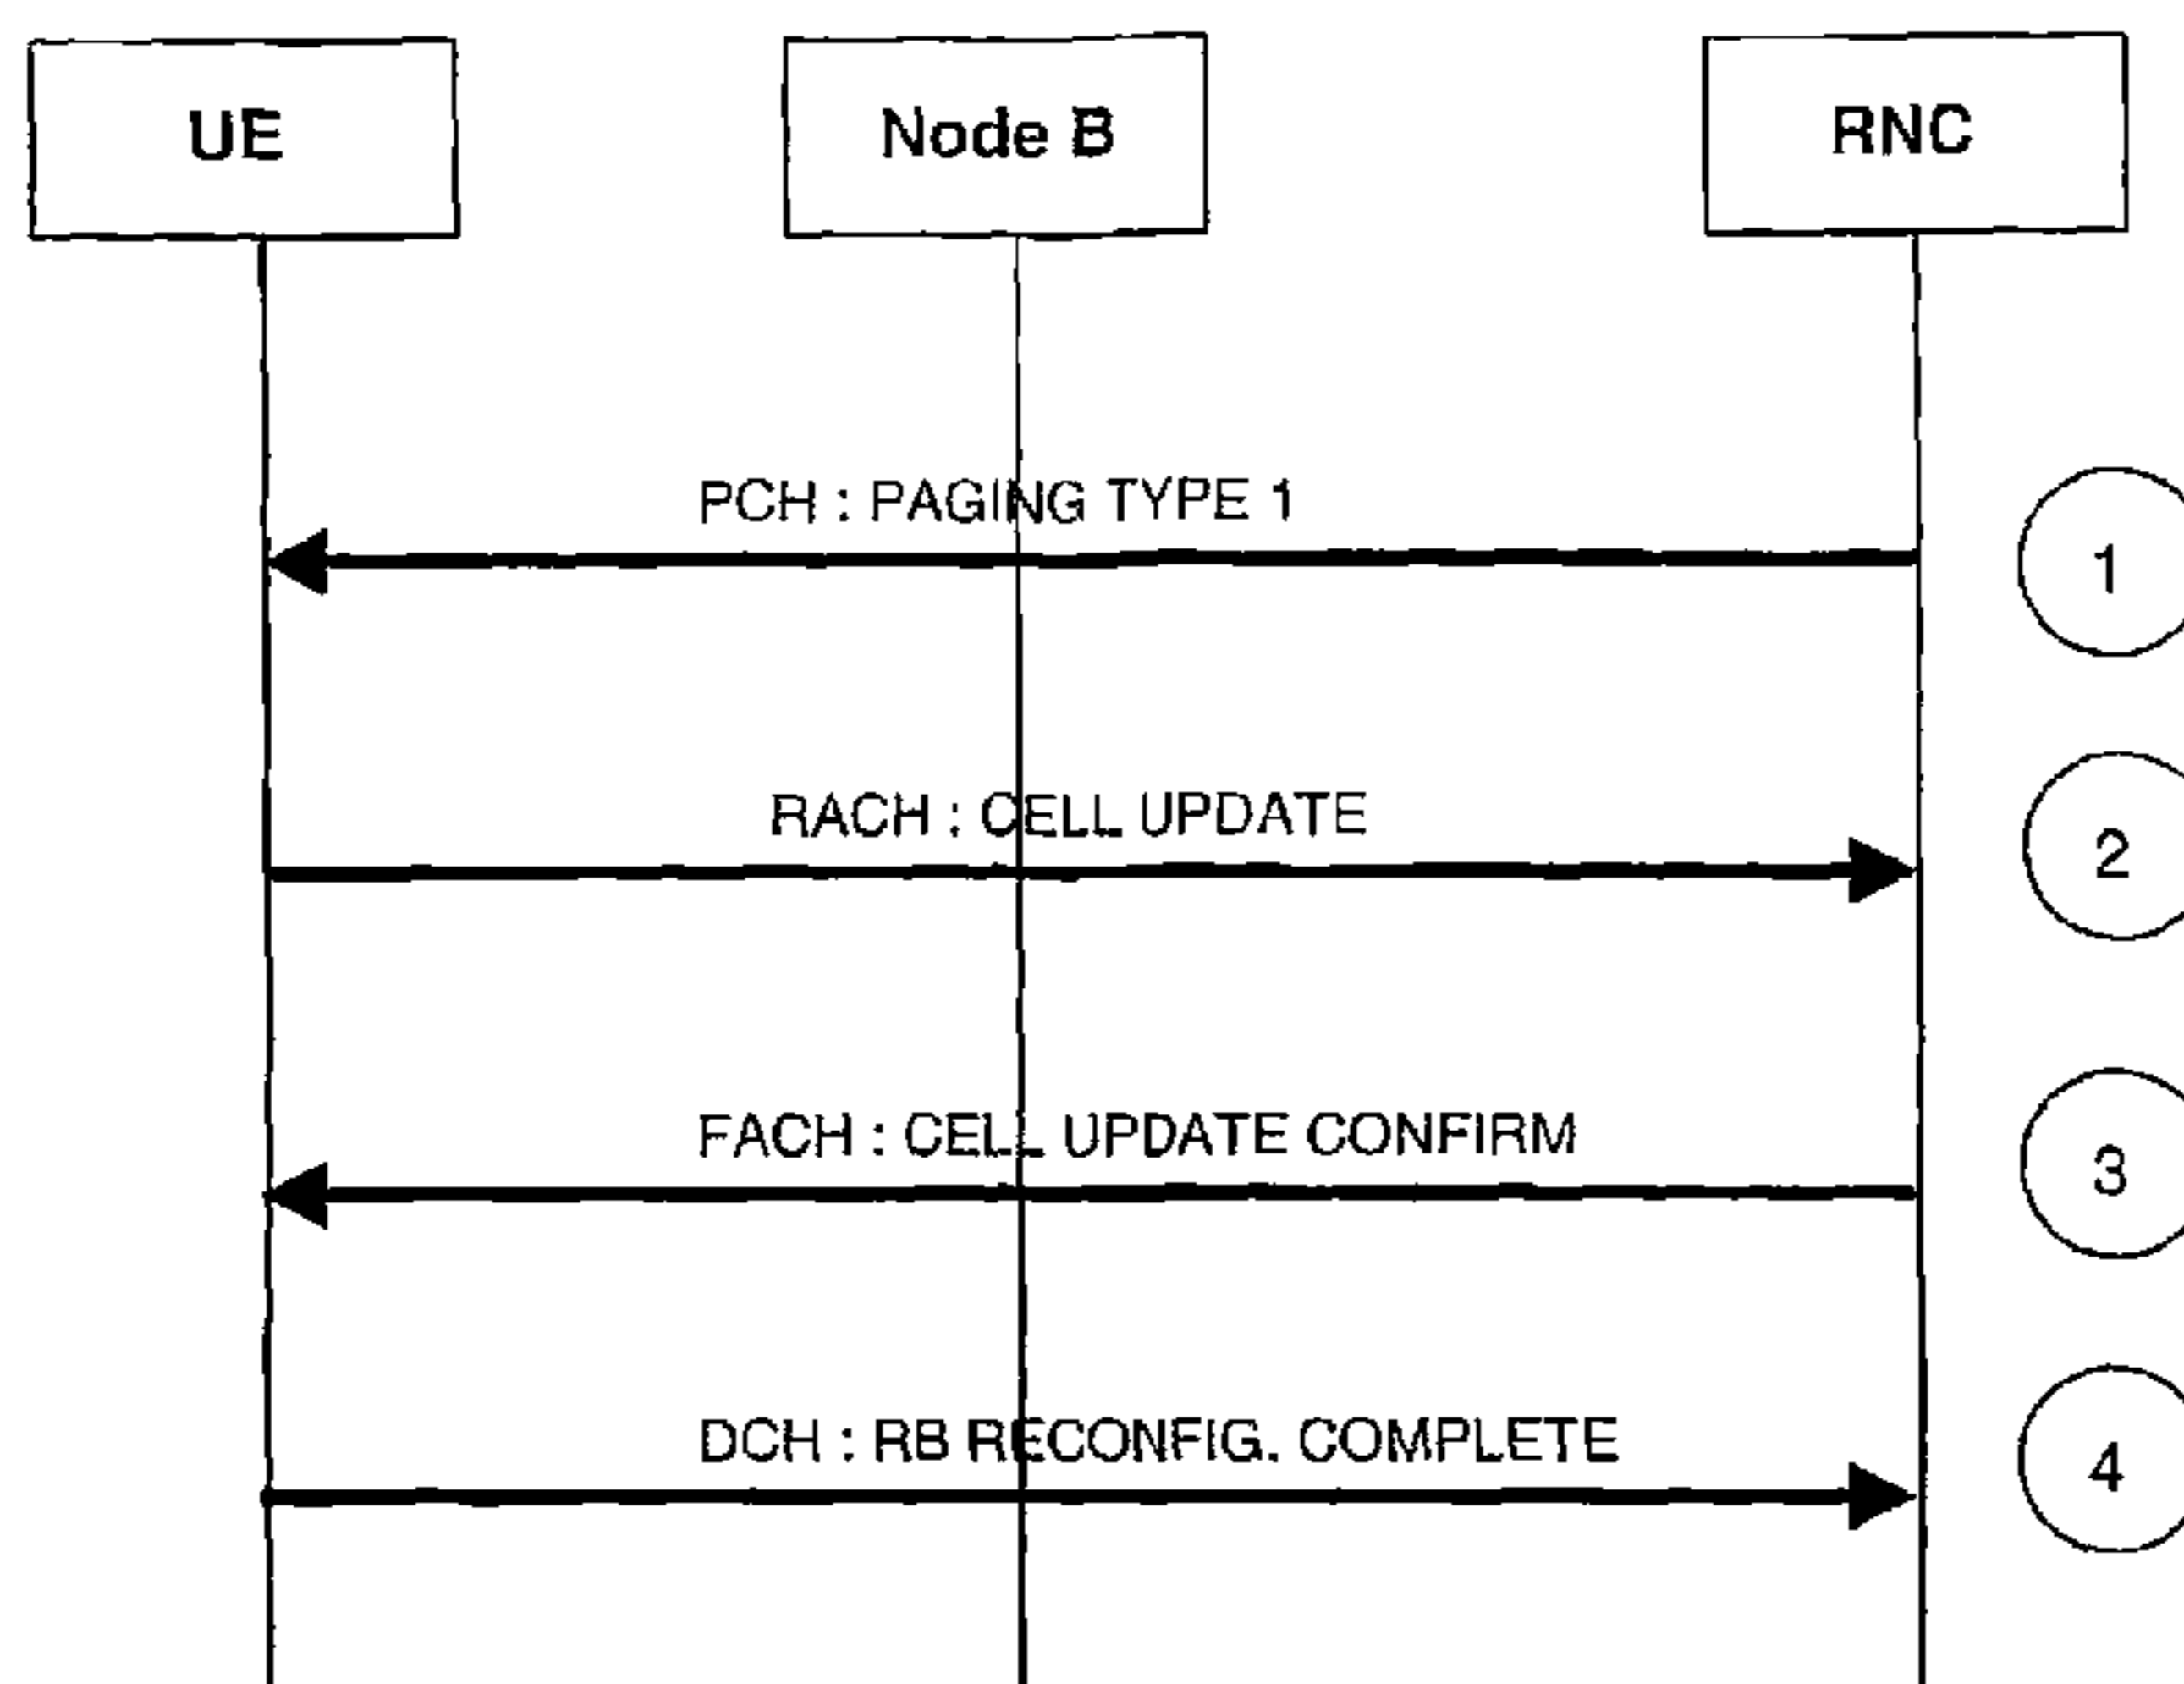 UE
Node B
RNC
PCH : PAGING TYPE 1
1
RACH : CELL UPDATE
2
FACH : CELL UPDATE CONFIRM
3
DCH : RB RECONFIG. COMPLETE
4